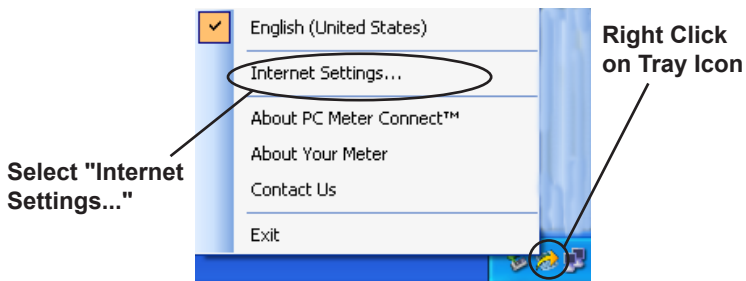 English (United States)
Internet Settings...
About PC Meter Connect™
About Your Meter
Contact Us
Exit
Right Click
on Tray Icon
Select "Internet
Settings..."